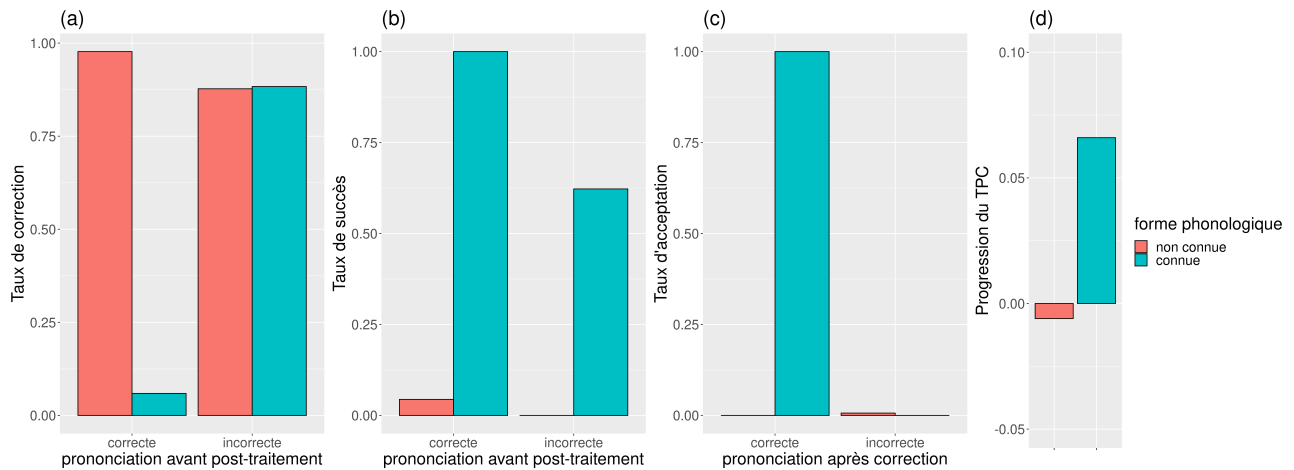 (a)
Taux de correction
1.00
0.75
0.50
0.25
0.00
correcte
incorrecte
prononciation avant post-traitement
(b)
Taux de succès
1.00
0.75
0.50
0.25
0.00
correcte
incorrecte
prononciation avant post-traitement
(c)
Taux d'acceptation
1.00
0.75
0.50
0.25
0.00
correcte
incorrecte
prononciation après correction
(d)
Progression du TPC
0.10
0.05
0.00
-0.05
forme phonologique
non connue
connue